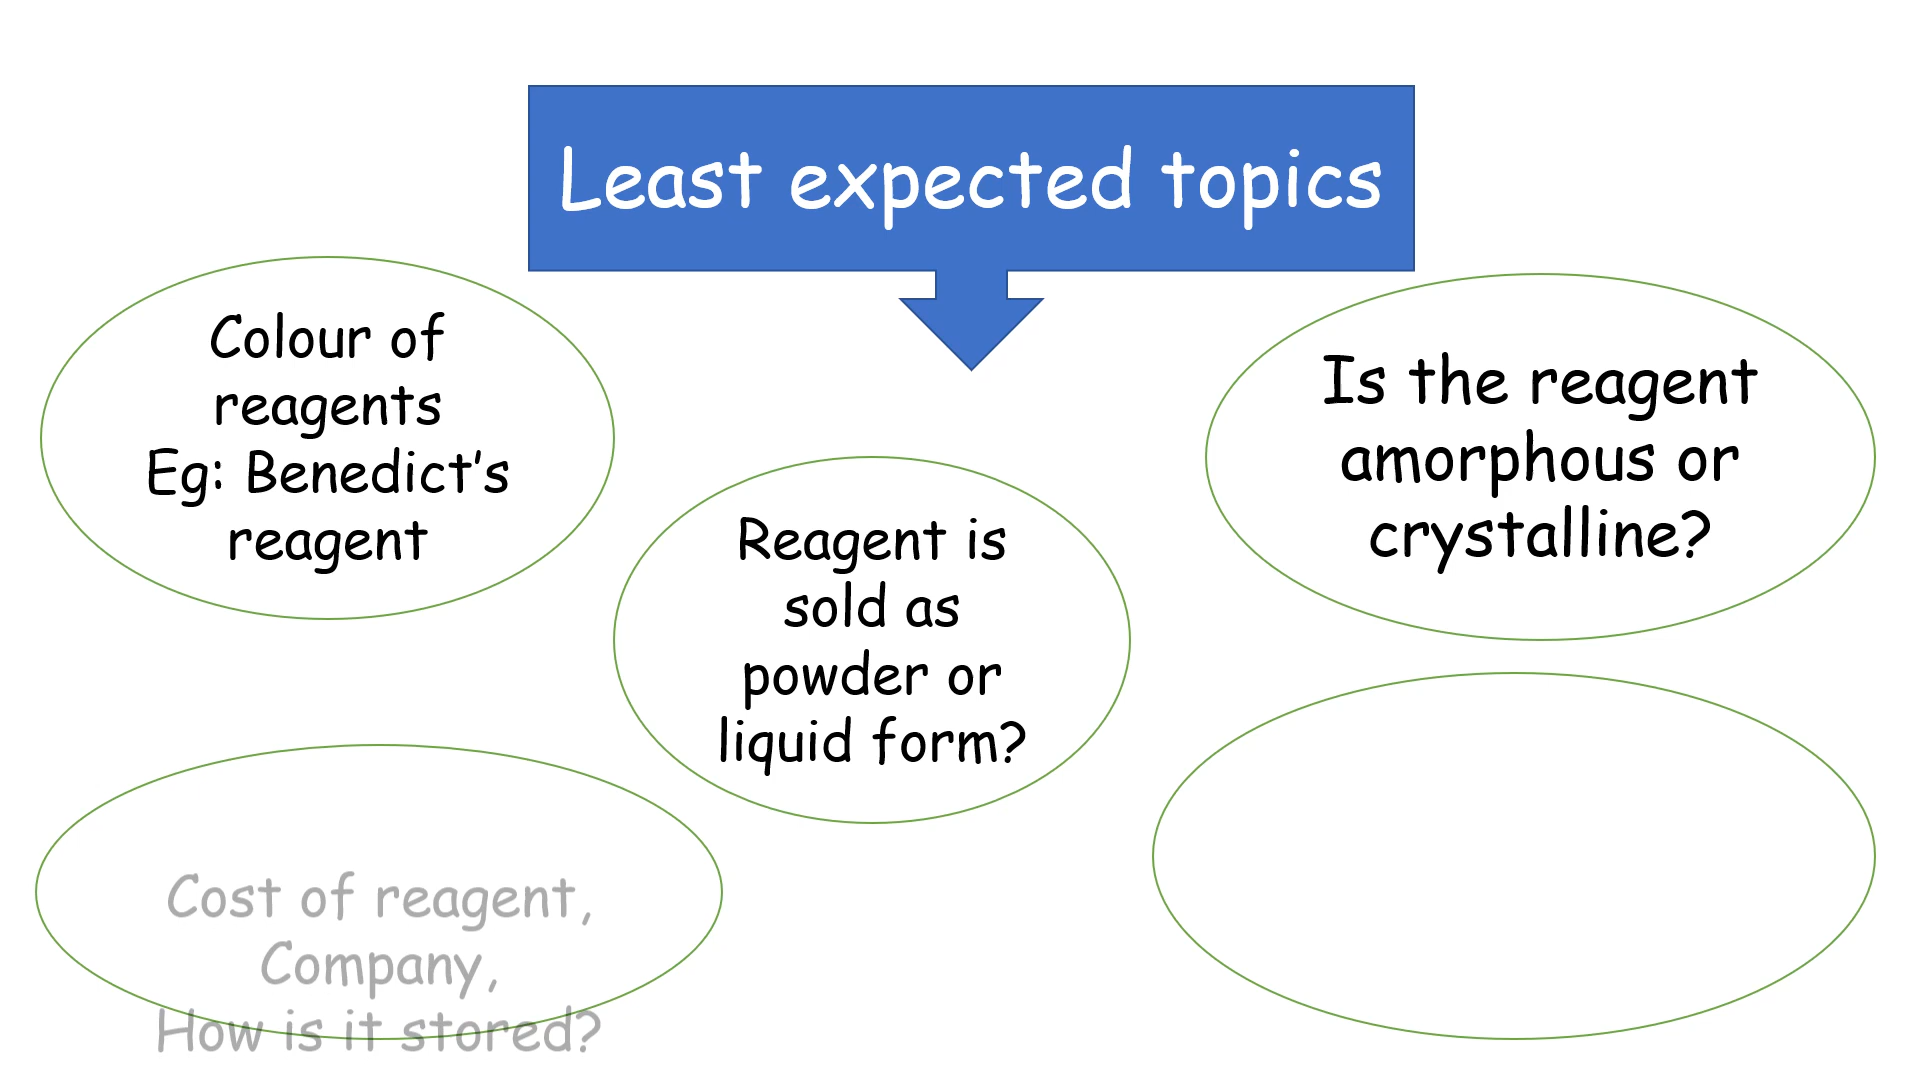 Least expected topics
Colour of
reagents
Eg: Benedict's
reagent
Reagent is
sold as
powder or
liquid form?
Is the reagent
amorphous or
crystalline?
Cost of reagent,
Company,
How is it stored?